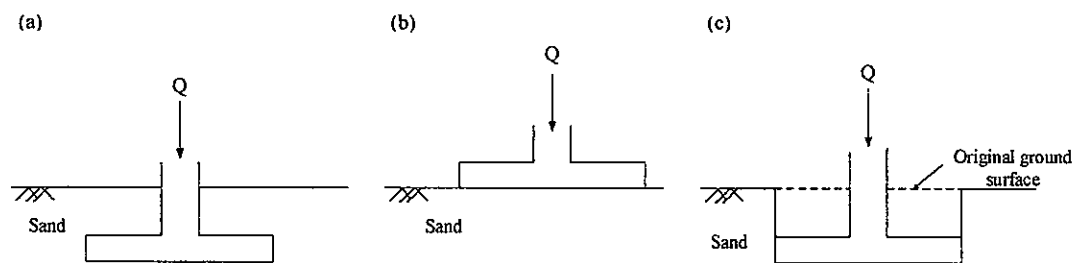 (a)
Q
Sand
(b)
Q
Sand
(c)
Q
Original ground
surface
Sand